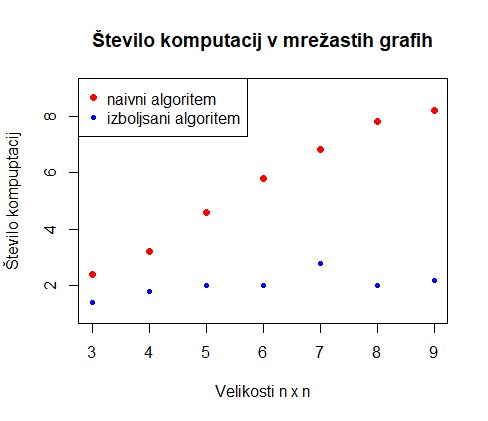 Število komputacij v mrežastih grafih
naivni algoritem
izboljsani algoritem
Število kompuptacij
8
6
4
2
3 4 5 6 7 8 9
Velikosti n x n